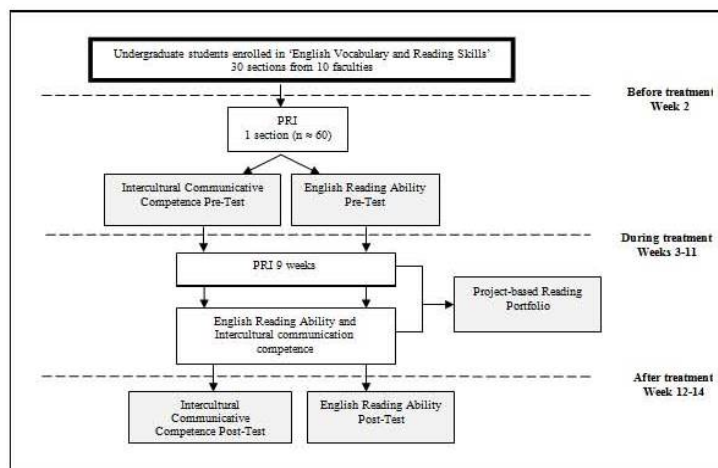 Undergraduate students enrolled in ‘English Vocabulary and Reading Skills’
30 sections from 10 faculties
Before treatment
Week 2
PRI
1 section (n ≈ 60)
Intercultural Communicative
Competence Pre-Test
English Reading Ability
Pre-Test
During treatment
Weeks 3-11
PRI 9 weeks
Project-based Reading
Portfolio
English Reading Ability and
Intercultural communication
competence
After treatment
Week 12-14
Intercultural
Communicative
Competence Post-Test
English Reading Ability
Post-Test